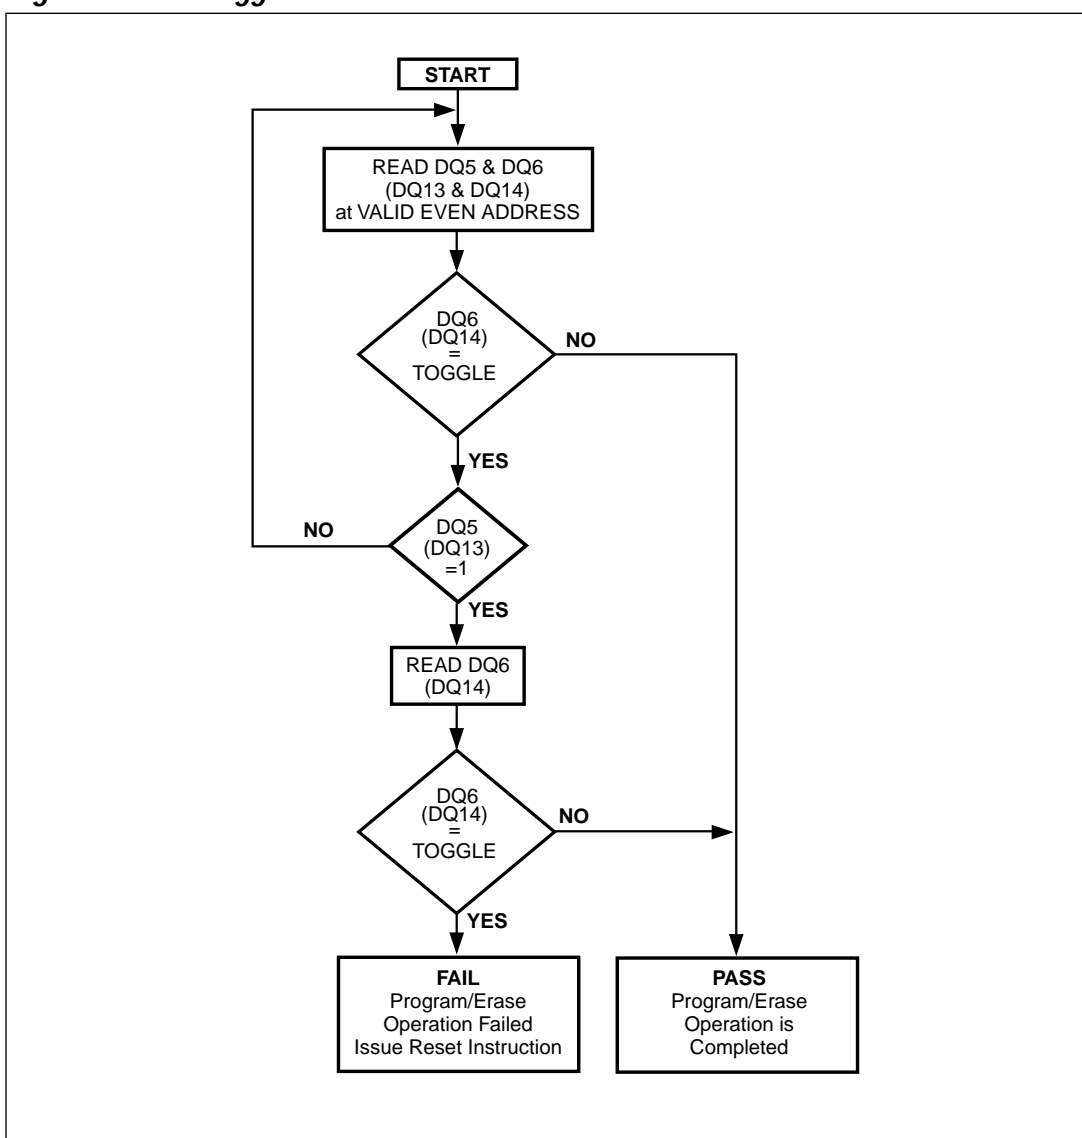 START
READ DQ5 & DQ6
(DQ13 & DQ14)
at VALID EVEN ADDRESS
DQ6
(DQ14)
=
TOGGLE
NO
YES
DQ5
(DQ13)
=1
NO
YES
READ DQ6
(DQ14)
DQ6
(DQ14)
=
TOGGLE
NO
YES
FAIL
Program/Erase
Operation Failed
Issue Reset Instruction
PASS
Program/Erase
Operation is
Completed